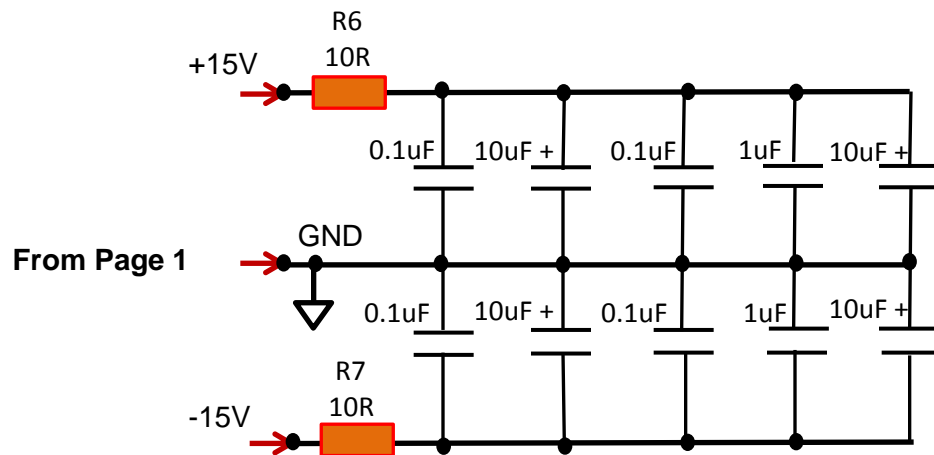 R6
10R
+15V
0.1uF
10uF +
0.1uF
1uF
10uF +
GND
From Page 1
0.1uF
10uF +
0.1uF
1uF
10uF +
R7
10R
-15V